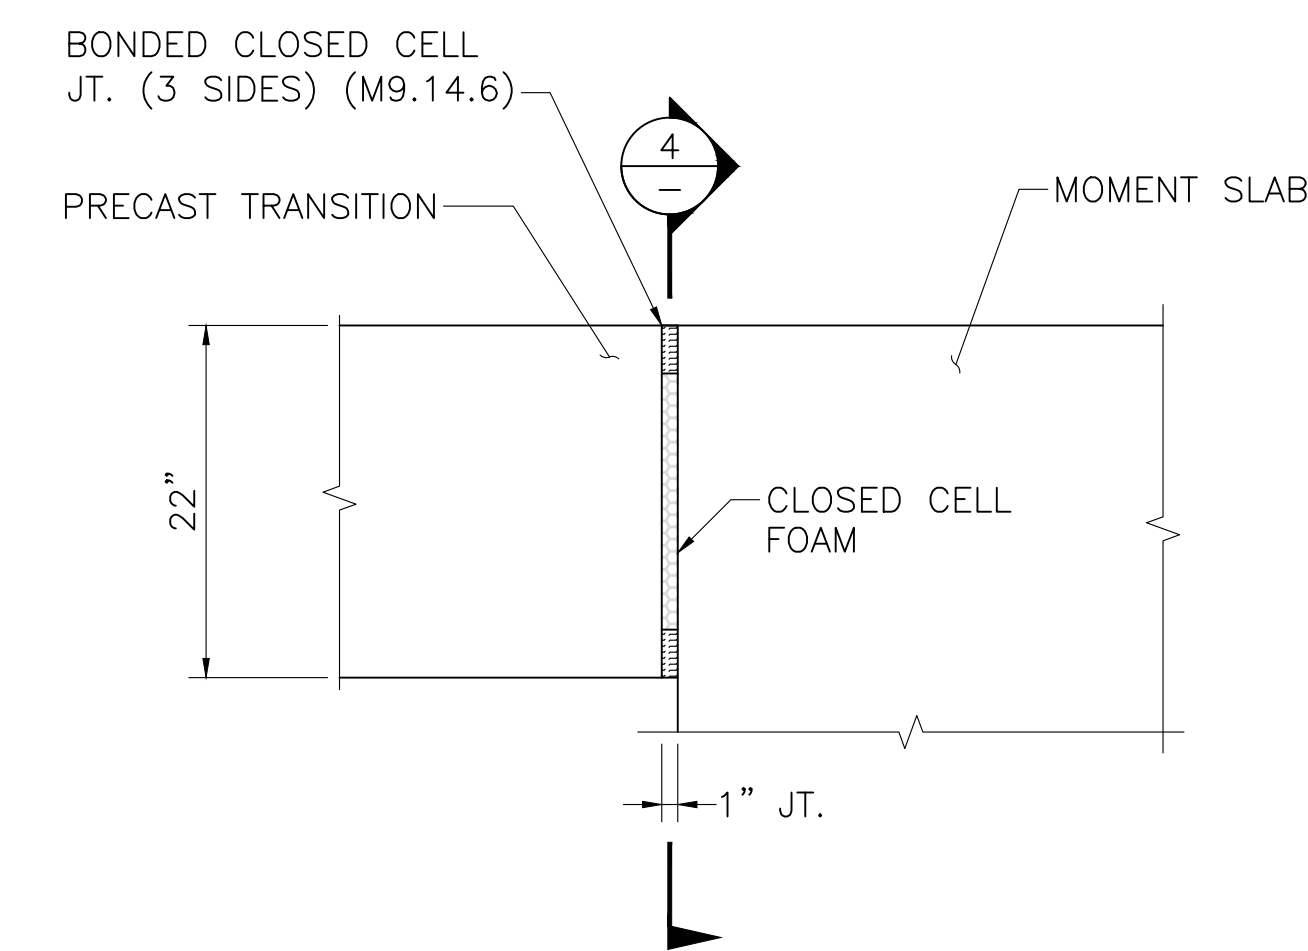 BONDED CLOSED CELL
JT. (3 SIDES) (M9.14.6)
4
–
PRECAST TRANSITION
MOMENT SLAB
22”
CLOSED CELL
FOAM
1” JT.